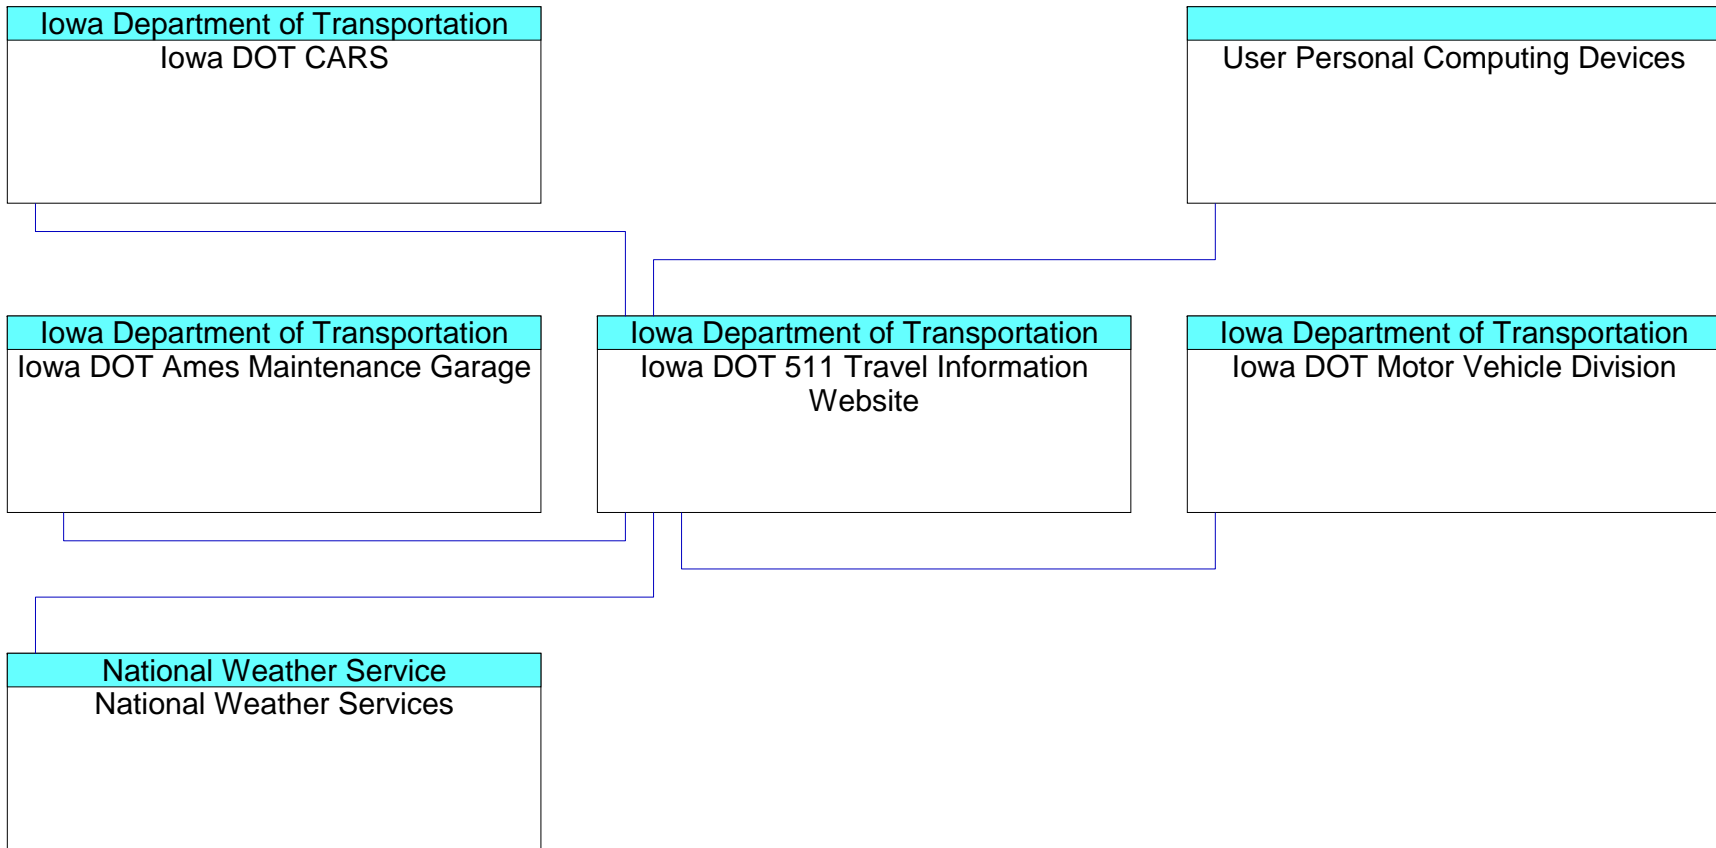 Iowa Department of Transportation
Iowa DOT CARS
User Personal Computing Devices
Iowa Department of Transportation
Iowa DOT Ames Maintenance Garage
Iowa Department of Transportation
Iowa DOT 511 Travel Information
Website
Iowa Department of Transportation
Iowa DOT Motor Vehicle Division
National Weather Service
National Weather Services